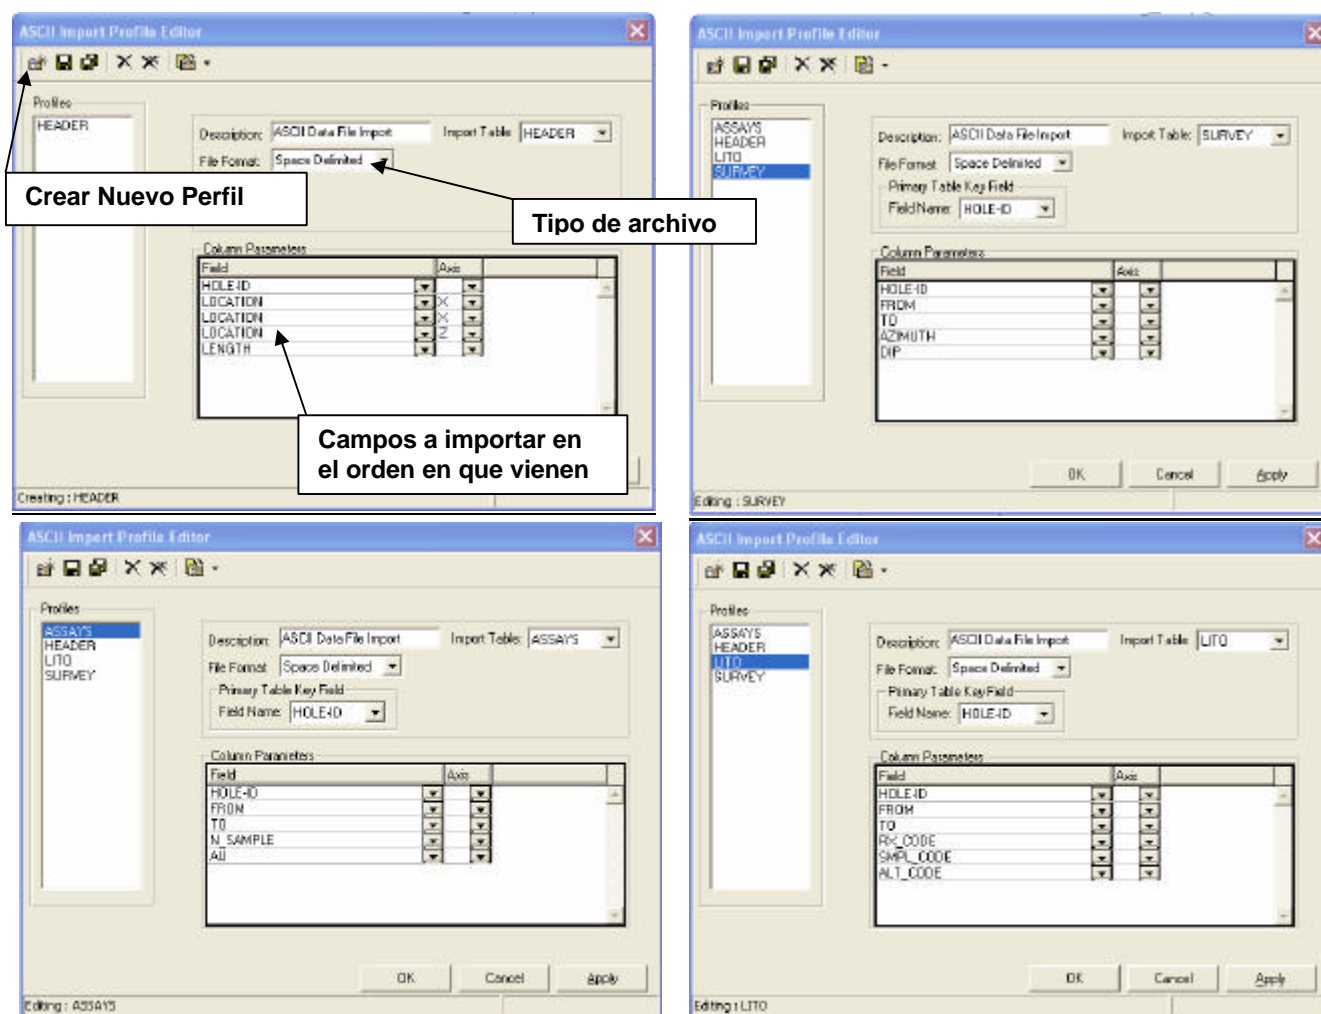 ASCII Import Profile Editor
Profiles
HEADER
Description: ASCII Data File Import
Import Table: HEADER
File Format: Space Delimited
Crear Nuevo Perfil
Tipo de archivo
Column Parameters
Field Axis
HOLE-ID
LOCATION X
LOCATION X
LOCATION Z
LENGTH
Campos a importar en
el orden en que vienen
Creating : HEADER
ASCII Import Profile Editor
Profiles
ASSAYS
HEADER
LITO
SURVEY
Description: ASCII Data File Import
Import Table: SURVEY
File Format: Space Delimited
Primary Table Key Field
Field Name: HOLE-ID
Column Parameters
Field Axis
HOLE-ID
FROM
TO
AZIMUTH
DIP
OK Cancel Apply
Editing : SURVEY
ASCII Import Profile Editor
Profiles
ASSAYS
HEADER
LITO
SURVEY
Description: ASCII Data File Import
Import Table: ASSAYS
File Format: Space Delimited
Primary Table Key Field
Field Name: HOLE-ID
Column Parameters
Field Axis
HOLE-ID
FROM
TO
N_SAMPLE
AU
OK Cancel Apply
Editing : ASSAYS
ASCII Import Profile Editor
Profiles
ASSAYS
HEADER
LITO
SURVEY
Description: ASCII Data File Import
Import Table: LITO
File Format: Space Delimited
Primary Table Key Field
Field Name: HOLE-ID
Column Parameters
Field Axis
HOLE-ID
FROM
TO
RX_CODE
SMPL_CODE
ALT_CODE
OK Cancel Apply
Editing : LITO